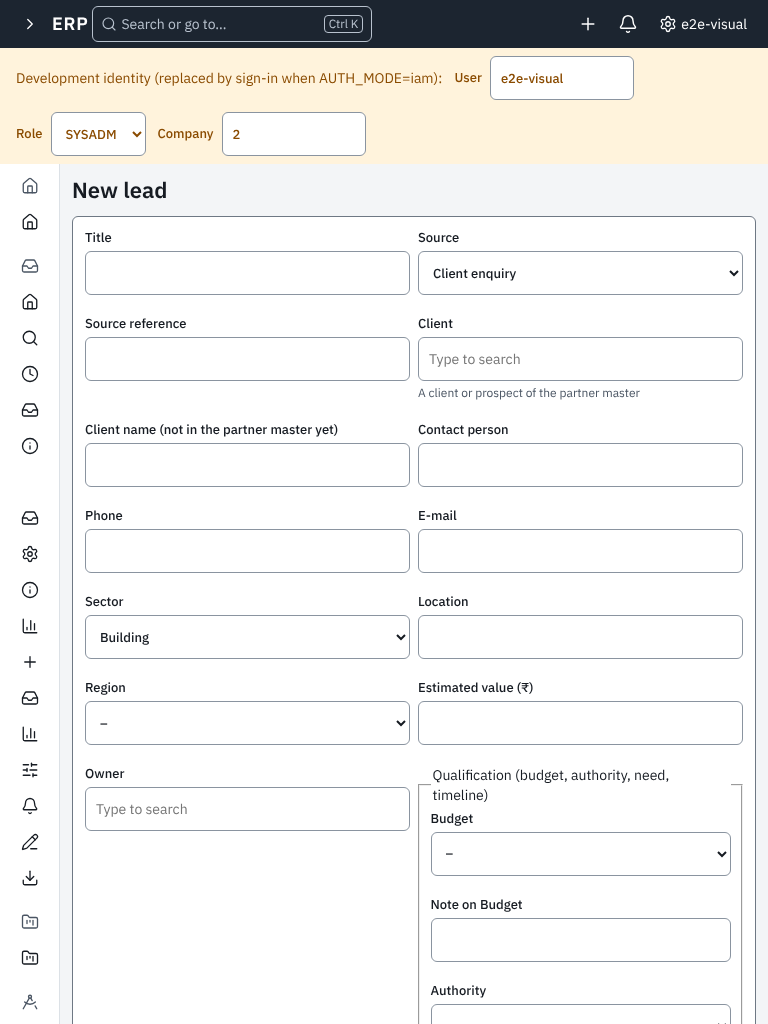 ERP
Search or go to...
Ctrl K
e2e-visual
Development identity (replaced by sign-in when AUTH_MODE=iam):
User
e2e-visual
Role
SYSADM
Company
2
New lead
Title
Source
Client enquiry
Source reference
Client
Type to search
A client or prospect of the partner master
Client name (not in the partner master yet)
Contact person
Phone
E-mail
Sector
Location
Building
Region
Estimated value (₹)
–
Owner
Type to search
Qualification (budget, authority, need,
timeline)
Budget
–
Note on Budget
Authority